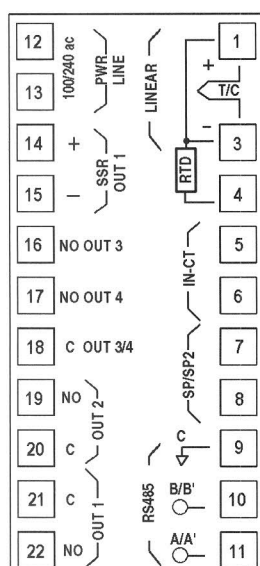 12
13
100/240 ac
PWR
LINE
14 +
15 –
SSR
OUT 1
16 NO OUT 3
17 NO OUT 4
18 C OUT 3/4
19 NO
20 C
OUT 2
21 C
22 NO
OUT 1
LINEAR
1
+
T/C
–
3
RTD
4
5
6
IN-CT
7
8
SP/SP2
C 9
B/B' 10
A/A' 11
RS485